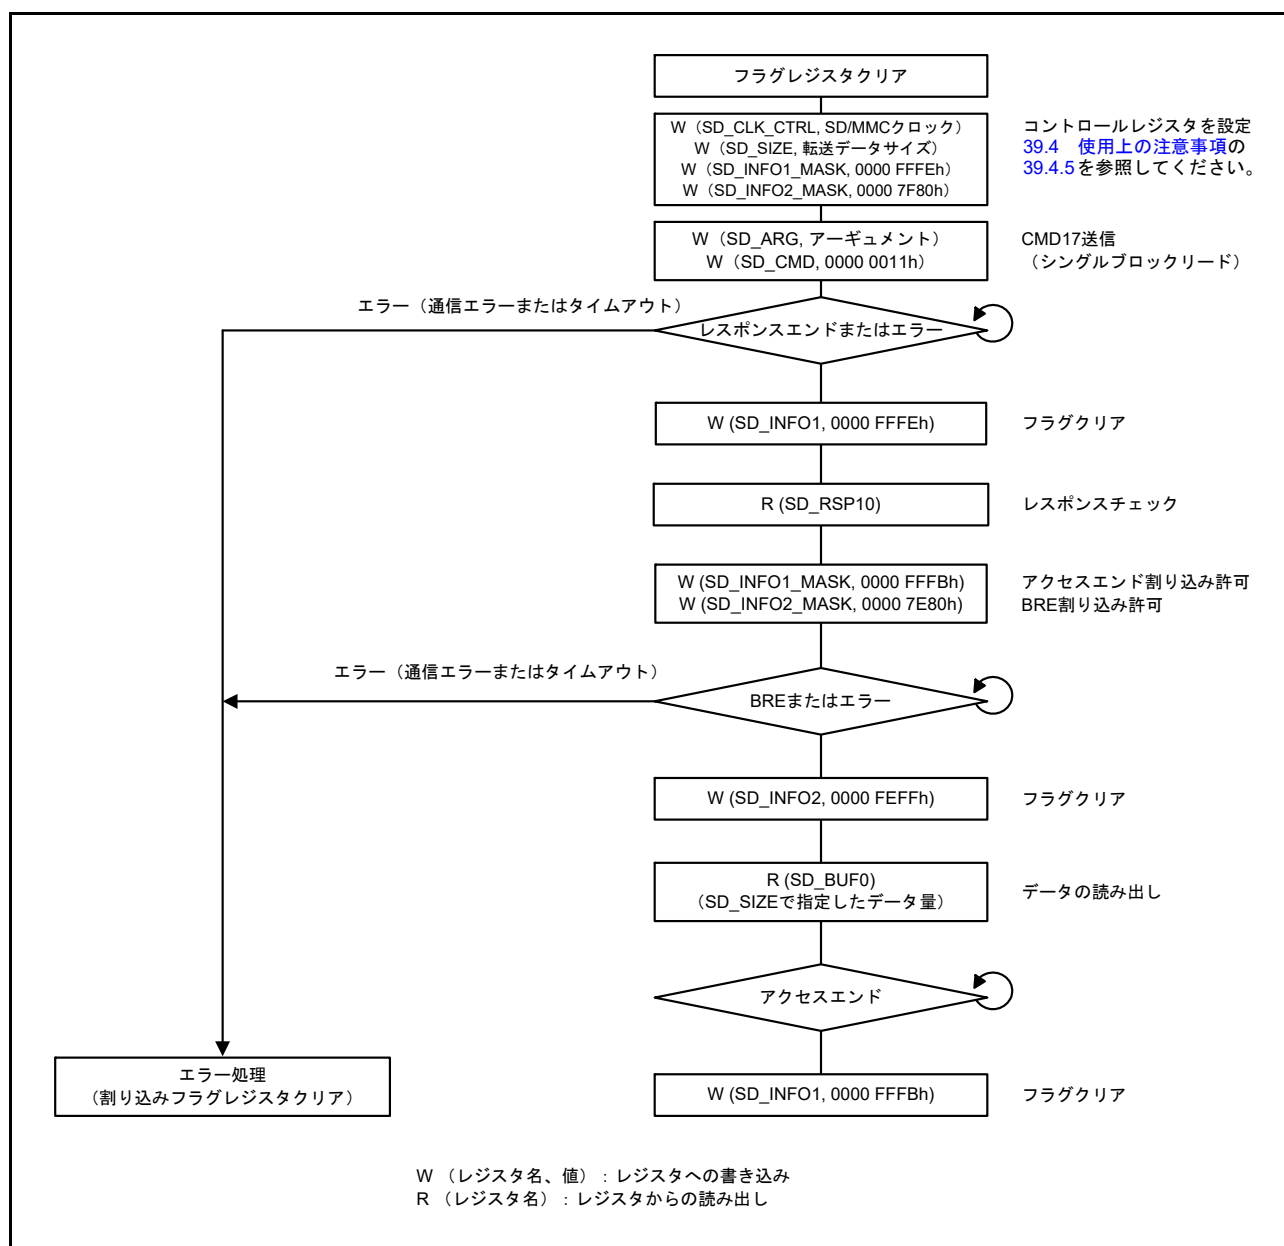 フラグレジスタクリア
W（SD_CLK_CTRL, SD/MMCクロック）
W（SD_SIZE, 転送データサイズ）
W（SD_INFO1_MASK, 0000 FFFEh）
W（SD_INFO2_MASK, 0000 7F80h）
コントロールレジスタを設定
39.4　使用上の注意事項の
39.4.5を参照してください。
W（SD_ARG, アーギュメント）
W（SD_CMD, 0000 0011h）
CMD17送信
（シングルブロックリード）
エラー（通信エラーまたはタイムアウト）
レスポンスエンドまたはエラー
W (SD_INFO1, 0000 FFFEh)
フラグクリア
R (SD_RSP10)
レスポンスチェック
W (SD_INFO1_MASK, 0000 FFFBh)
W (SD_INFO2_MASK, 0000 7E80h)
アクセスエンド割り込み許可
BRE割り込み許可
エラー（通信エラーまたはタイムアウト）
BREまたはエラー
W (SD_INFO2, 0000 FEFFh)
フラグクリア
R (SD_BUF0)
（SD_SIZEで指定したデータ量）
データの読み出し
アクセスエンド
エラー処理
（割り込みフラグレジスタクリア）
W (SD_INFO1, 0000 FFFBh)
フラグクリア
W （レジスタ名、値）：レジスタへの書き込み
R （レジスタ名）：レジスタからの読み出し